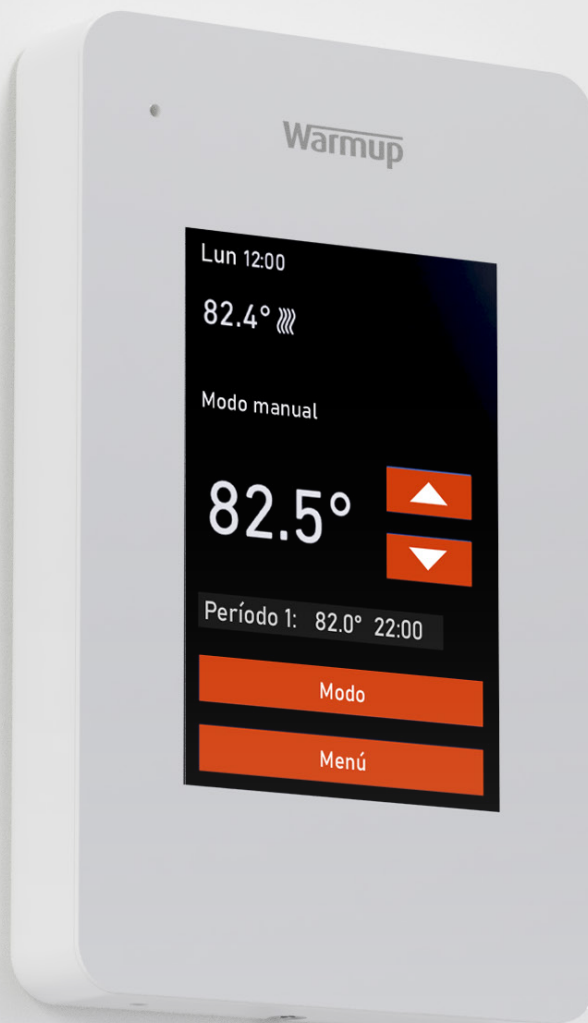 Warmup
Lun 12:00
82.4°
Modo manual
82.5°
Período 1: 82.0° 22:00
Modo
Menú